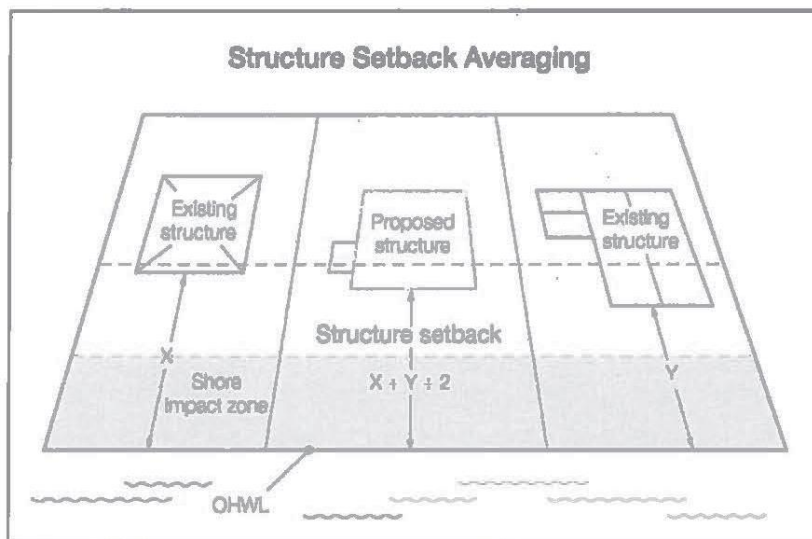 Structure Setback Averaging
Existing
structure
Proposed
structure
Existing
structure
Structure setback
X
Shore
impact zone
X + Y ÷ 2
Y
OHWL